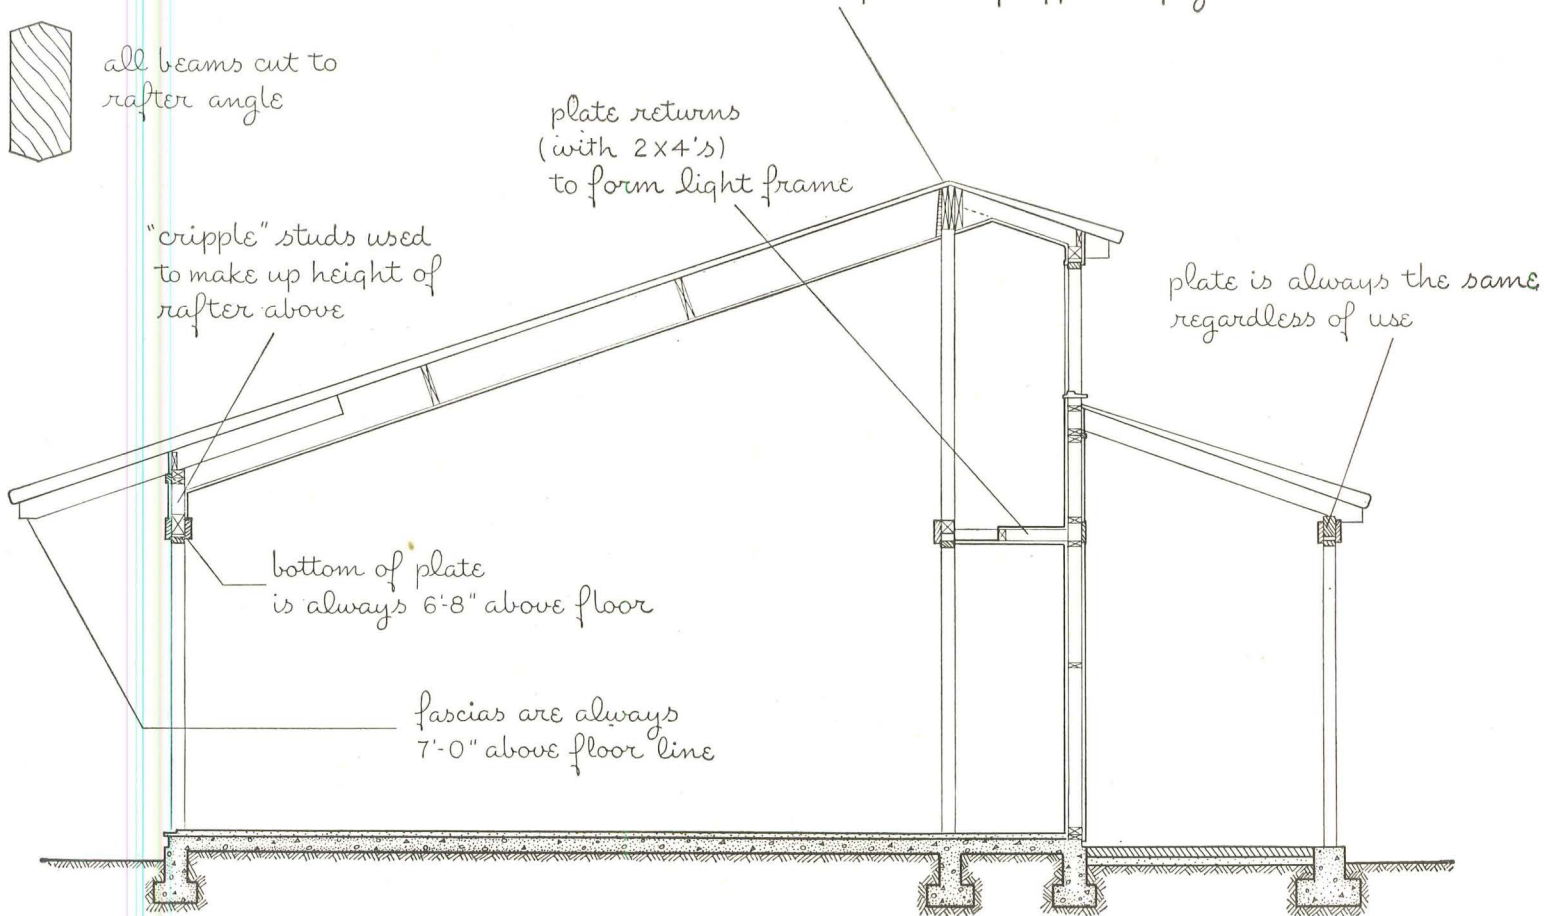 all beams cut to
rafter angle
plate returns
(with 2x4's)
to form light frame
"cripple" studs used
to make up height of
rafter above
plate is always the same
regardless of use
bottom of plate
is always 6'-8" above floor
fascias are always
7'-0" above floor line